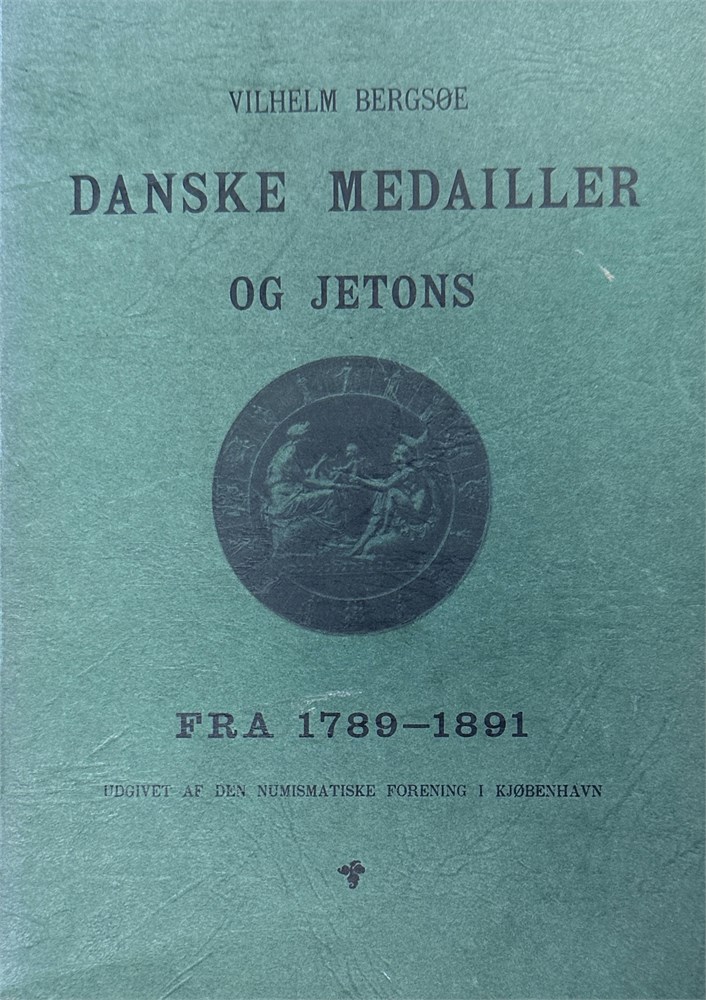 VILHELM BERGSØE
DANSKE MEDAILLER
OG JETONS
FRA 1789–1891
UDGIVET AF DEN NUMISMATISKE FORENING I KJØBENHAVN